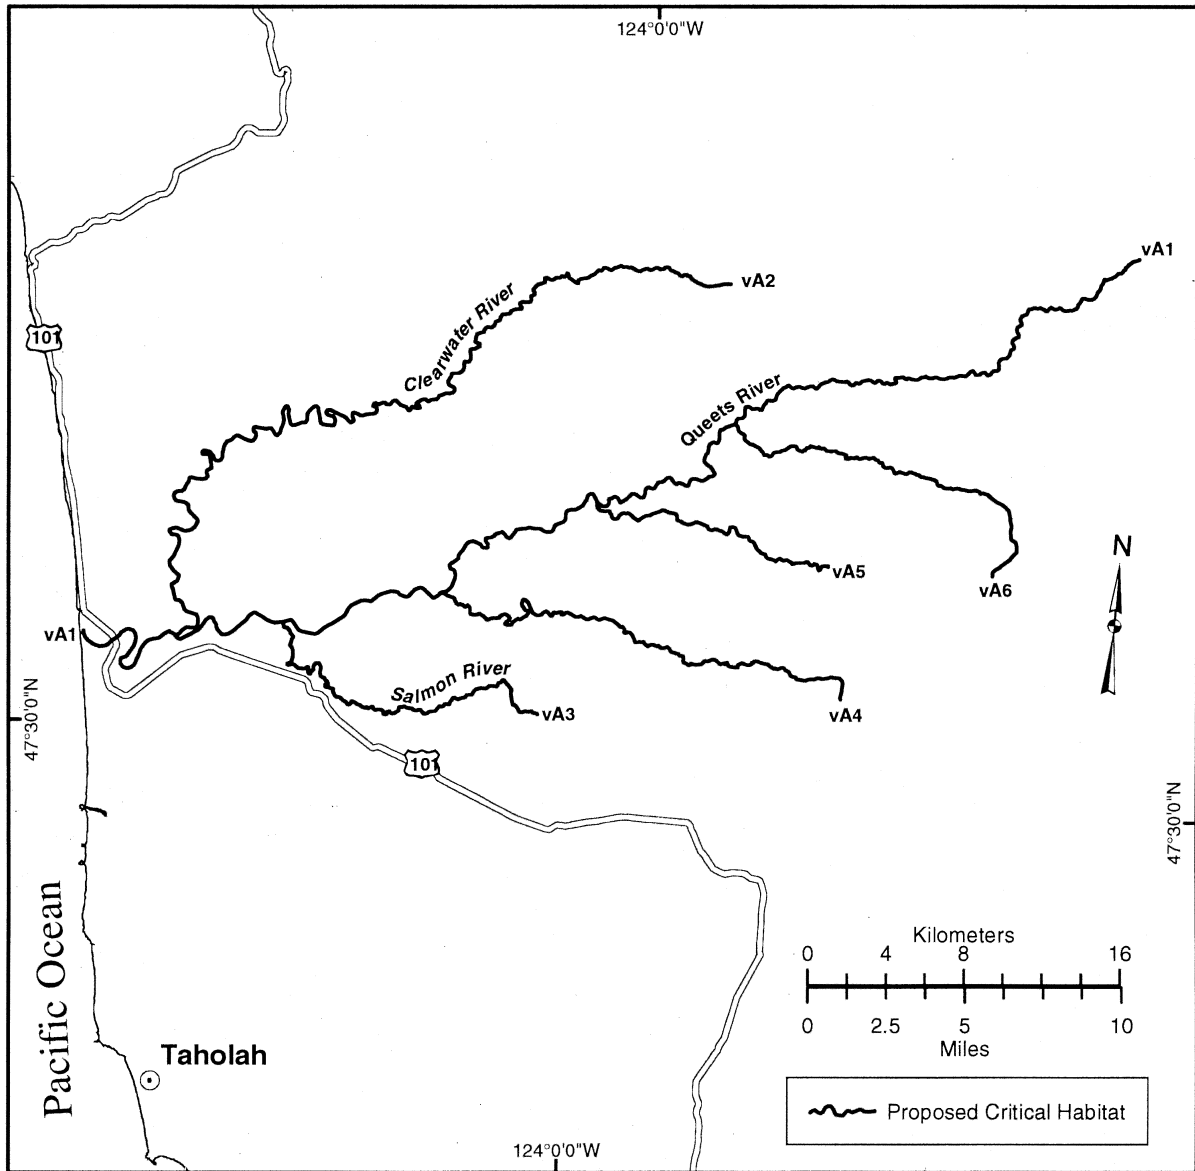 124°0'0"W
vA1
vA2
Clearwater River
101
Queets River
N
vA5
vA6
vA1
Salmon River
vA3
vA4
47°30'0"N
101
47°30'0"N
Pacific Ocean
Kilometers
0 4 8 16
0 2.5 5 10
Miles
Taholah
Proposed Critical Habitat
124°0'0"W